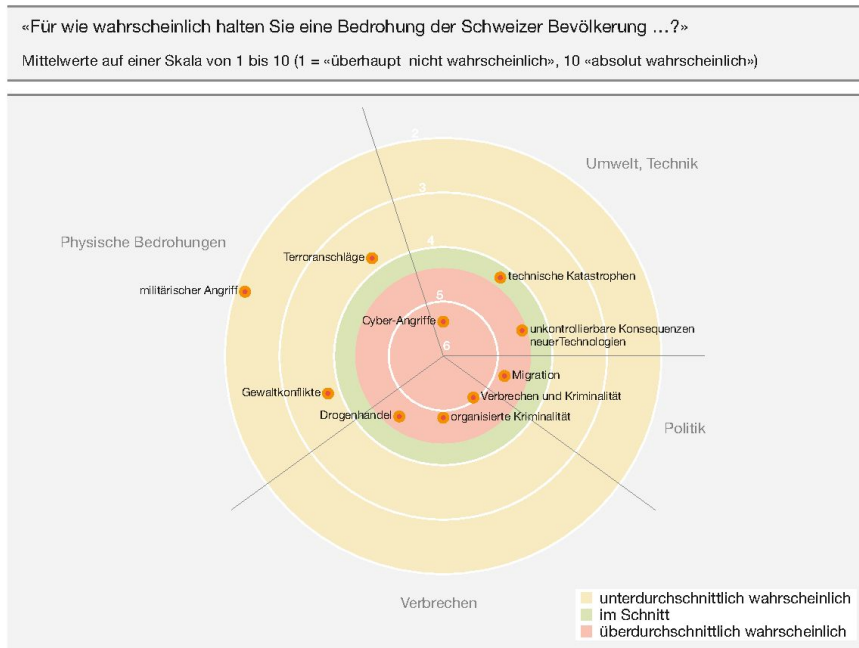 «Für wie wahrscheinlich halten Sie eine Bedrohung der Schweizer Bevölkerung ...?»
Mittelwerte auf einer Skala von 1 bis 10 (1 = «überhaupt nicht wahrscheinlich», 10 «absolut wahrscheinlich»)
2
Umwelt, Technik
3
Physische Bedrohungen
4
Terroranschläge
technische Katastrophen
militärischer Angriff
5
Cyber-Angriffe
unkontrollierbare Konsequenzen
neuerTechnologien
6
Migration
Gewaltkonflikte
Verbrechen und Kriminalität
Drogenhandel
organisierte Kriminalität
Politik
Verbrechen
unterdurchschnittlich wahrscheinlich
im Schnitt
überdurchschnittlich wahrscheinlich